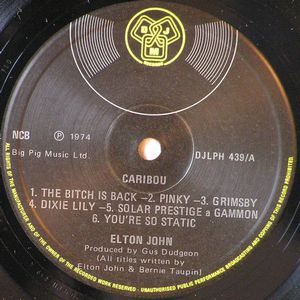 DJM
RECORDS
NCB
℗ 1974
Big Pig Music Ltd.
DJLPH 439/A
CARIBOU
1. THE BITCH IS BACK –2. PINKY –3. GRIMSBY
4. DIXIE LILY –5. SOLAR PRESTIGE a GAMMON
6. YOU'RE SO STATIC
ELTON JOHN
Produced by Gus Dudgeon
(All titles written by
Elton John & Bernie Taupin)
ALL RIGHTS OF THE MANUFACTURER AND OF THE OWNER OF THE RECORDED WORK RESERVED • UNAUTHORISED PUBLIC PERFORMANCE BROADCASTING AND COPYING OF THIS RECORD PROHIBITED